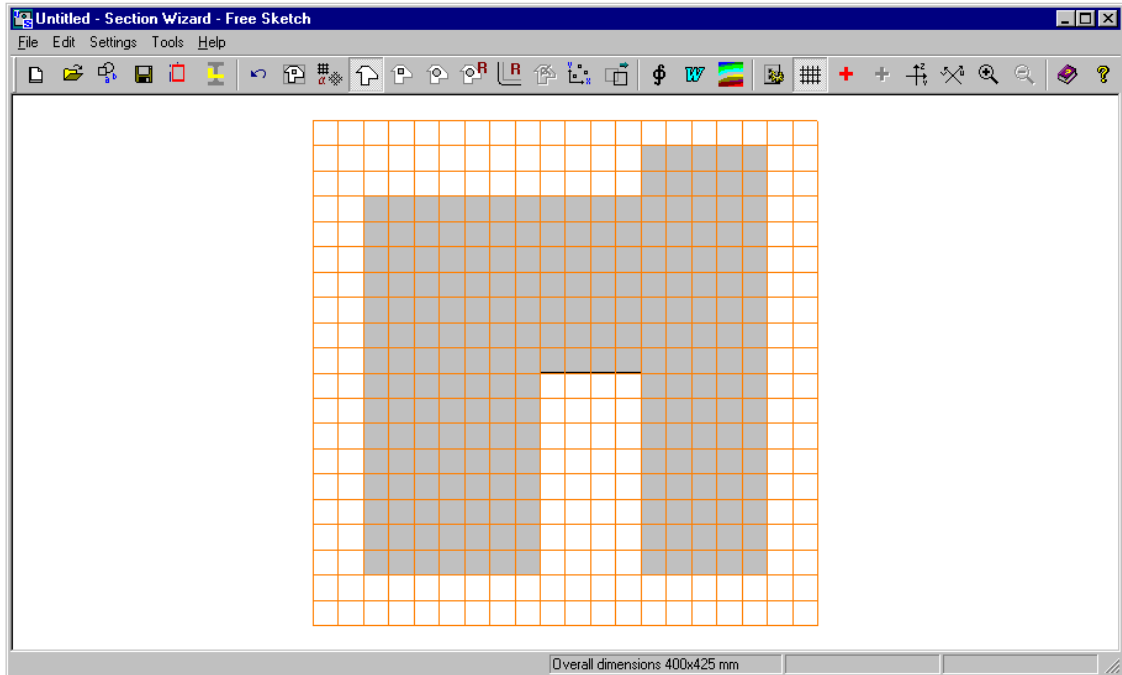 Untitled - Section Wizard - Free Sketch
File Edit Settings Tools Help
Overall dimensions 400x425 mm